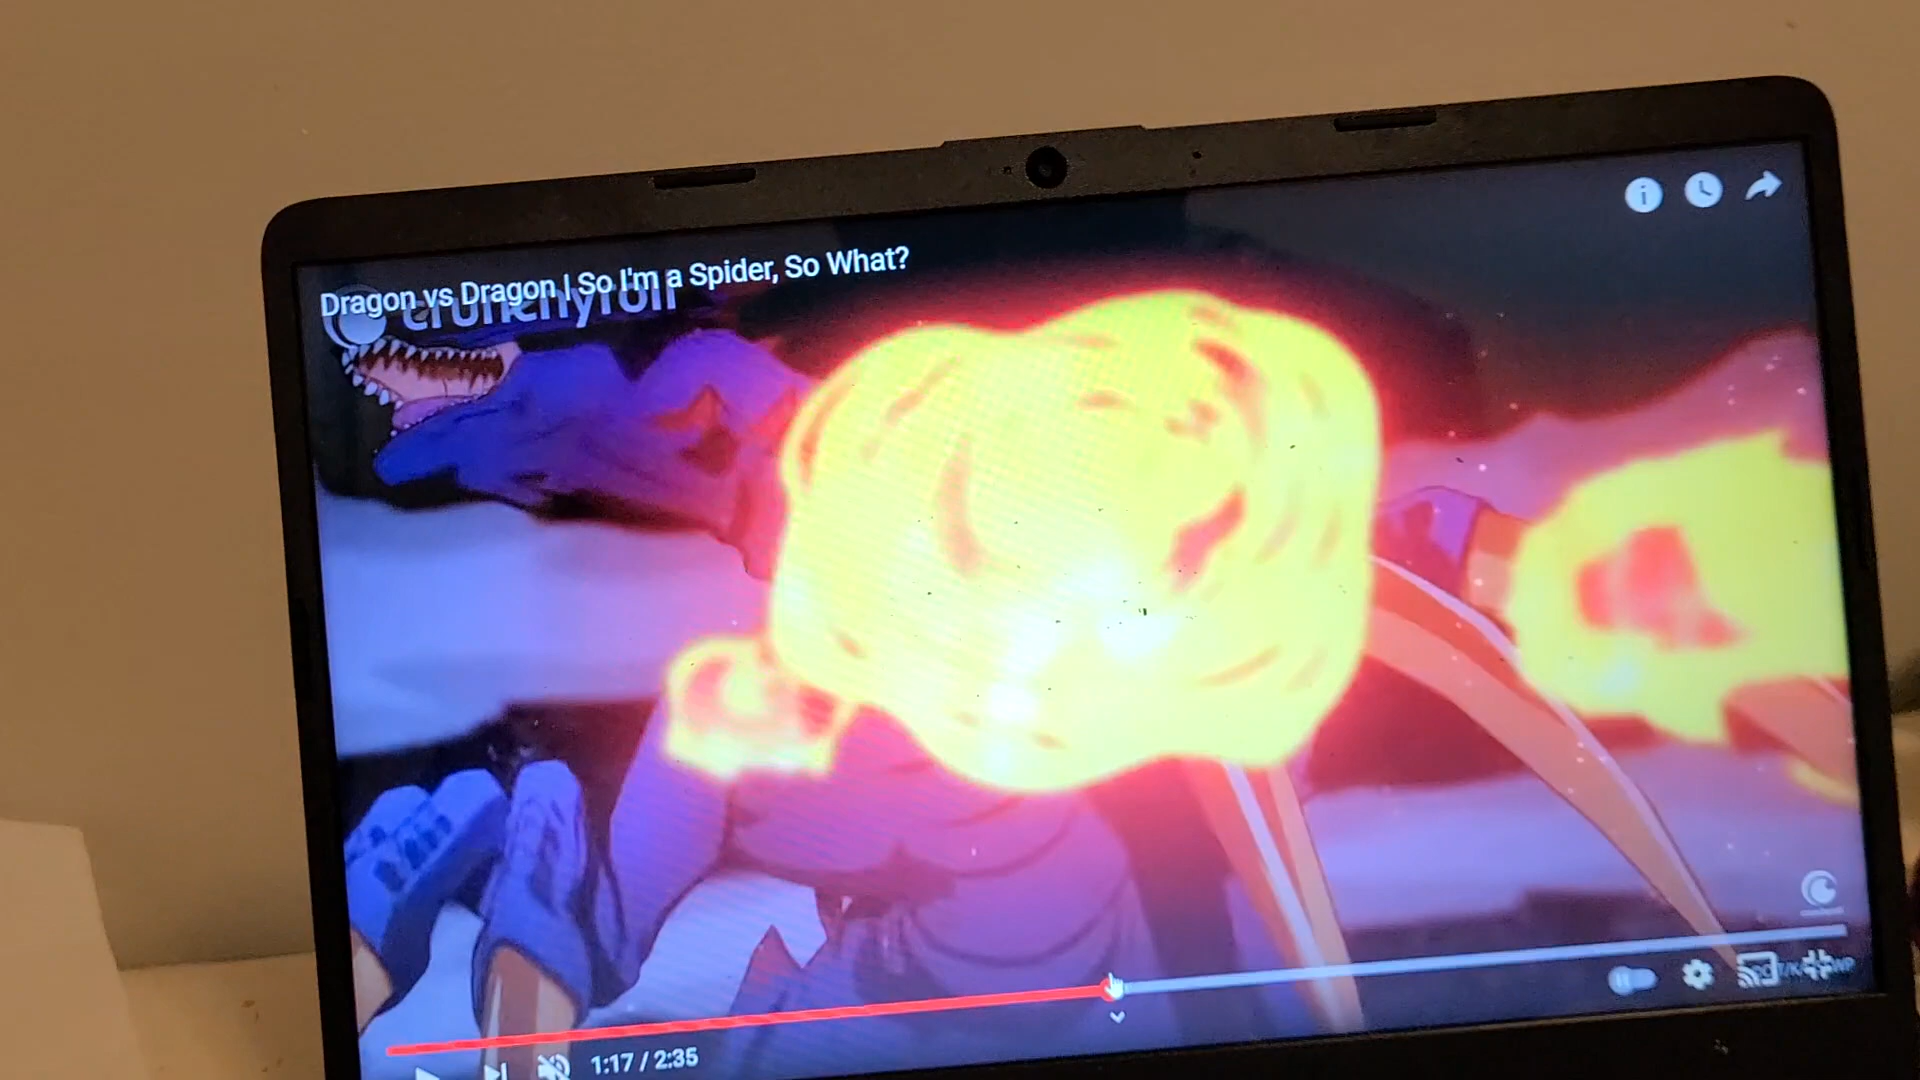 Dragon vs Dragon | So I'm a Spider, So What?
crunchyroll
1:17 / 2:35